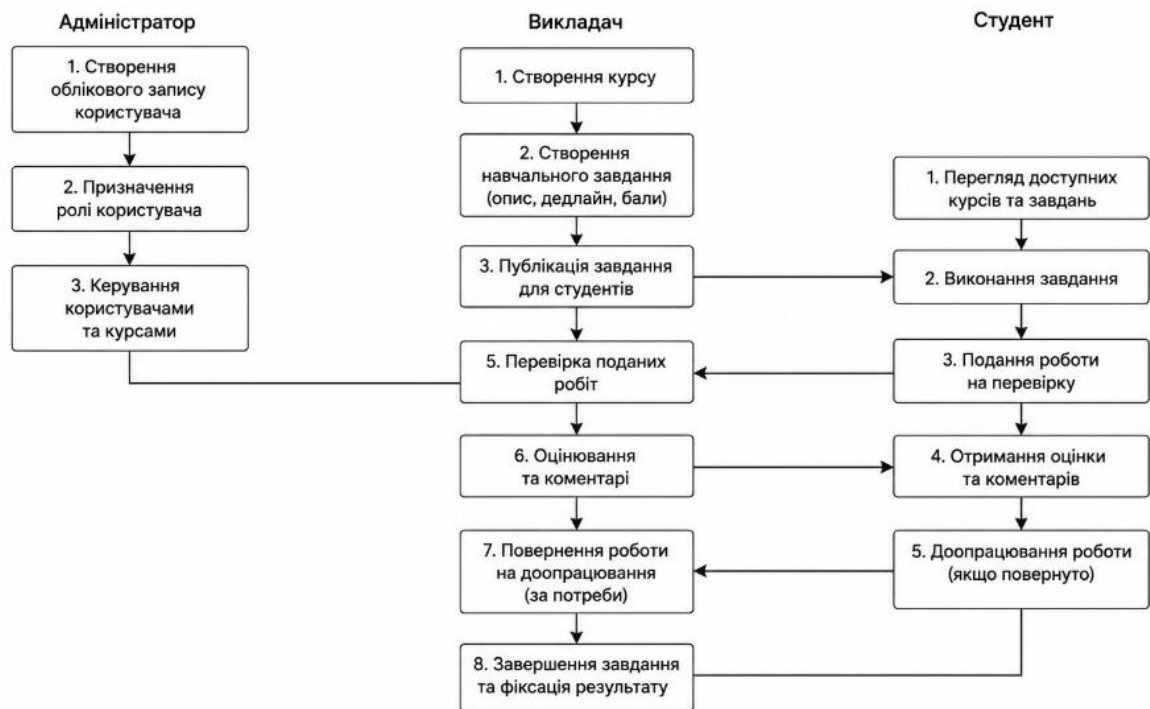 Адміністратор
1. Створення
облікового запису
користувача
2. Призначення
ролі користувача
3. Керування
користувачами
та курсами
Викладач
1. Створення курсу
2. Створення
навчального завдання
(опис, дедлайн, бали)
3. Публікація завдання
для студентів
5. Перевірка поданих
робіт
6. Оцінювання
та коментарі
7. Повернення роботи
на доопрацювання
(за потреби)
8. Завершення завдання
та фіксація результату
Студент
1. Перегляд доступних
курсів та завдань
2. Виконання завдання
3. Подання роботи
на перевірку
4. Отримання оцінки
та коментарів
5. Доопрацювання роботи
(якщо повернуто)